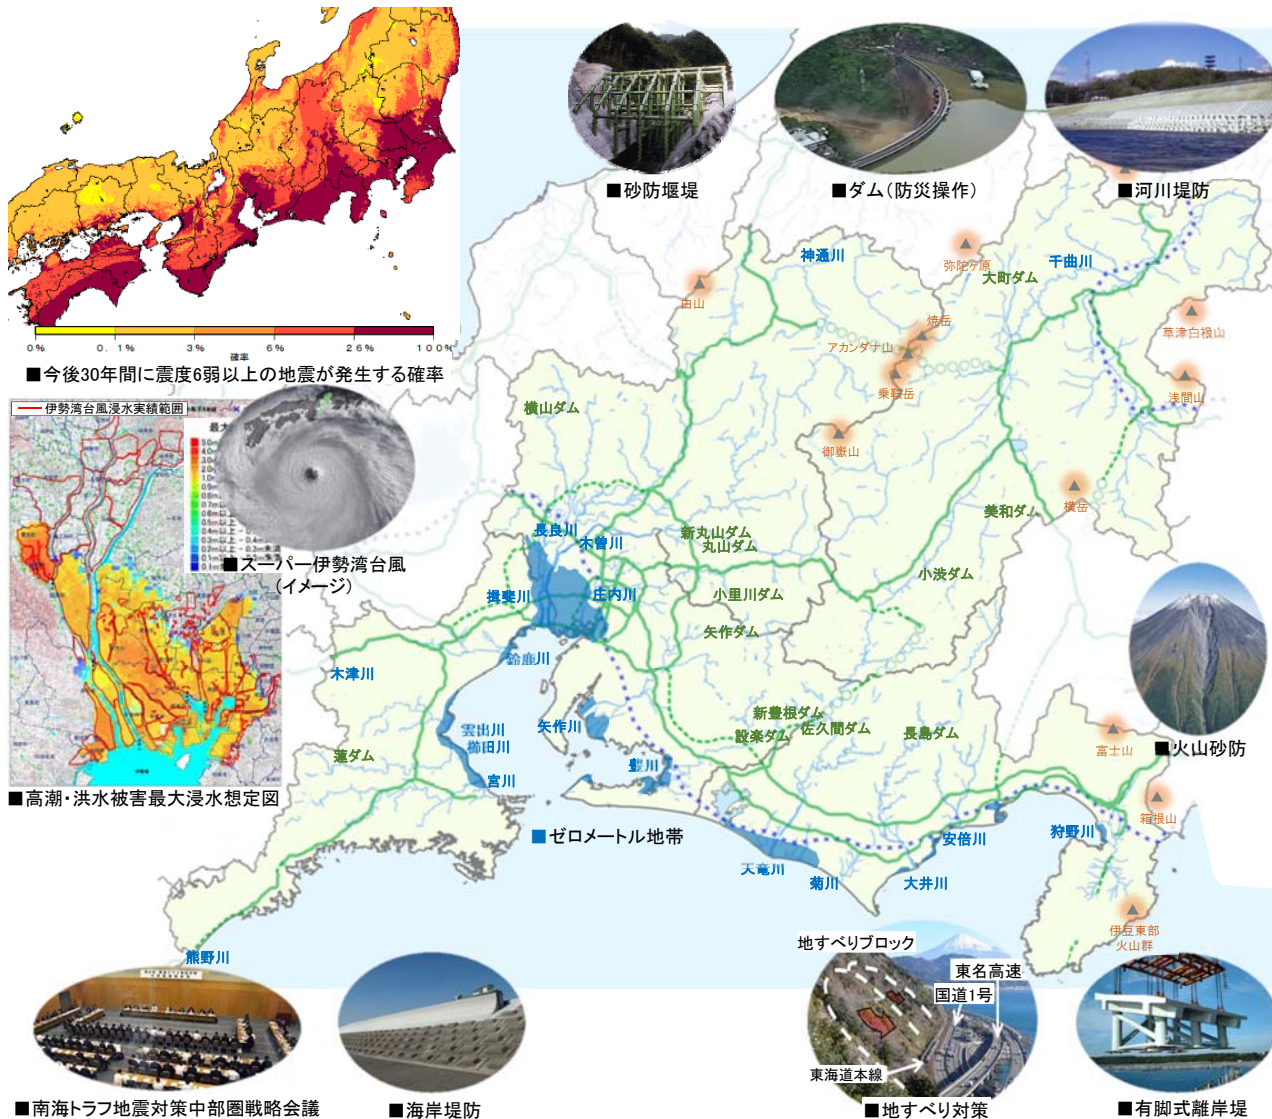 0% 0.1% 3% 6% 26% 100%
確率
■今後30年間に震度6弱以上の地震が発生する確率
伊勢湾台風浸水実績範囲
■スーパー伊勢湾台風
(イメージ)
■高潮・洪水被害最大浸水想定図
■砂防堰堤
■ダム(防災操作)
■河川堤防
神通川
弥陀ヶ原
千曲川
大町ダム
白山
焼岳
アカンダナ山
乗鞍岳
草津白根山
浅間山
横山ダム
御嶽山
横岳
美和ダム
長良川
木曽川
新丸山ダム
丸山ダム
小渋ダム
揖斐川
庄内川
小里川ダム
矢作ダム
鈴鹿川
木津川
雲出川
櫛田川
矢作川
新豊根ダム
設楽ダム
佐久間ダム
長島ダム
蓮ダム
宮川
豊川
富士山
■火山砂防
箱根山
■ゼロメートル地帯
安倍川
狩野川
天竜川
菊川
大井川
伊豆東部
火山群
熊野川
地すべりブロック
東名高速
国道1号
東海道本線
■南海トラフ地震対策中部圏戦略会議
■海岸堤防
■地すべり対策
■有脚式離岸堤